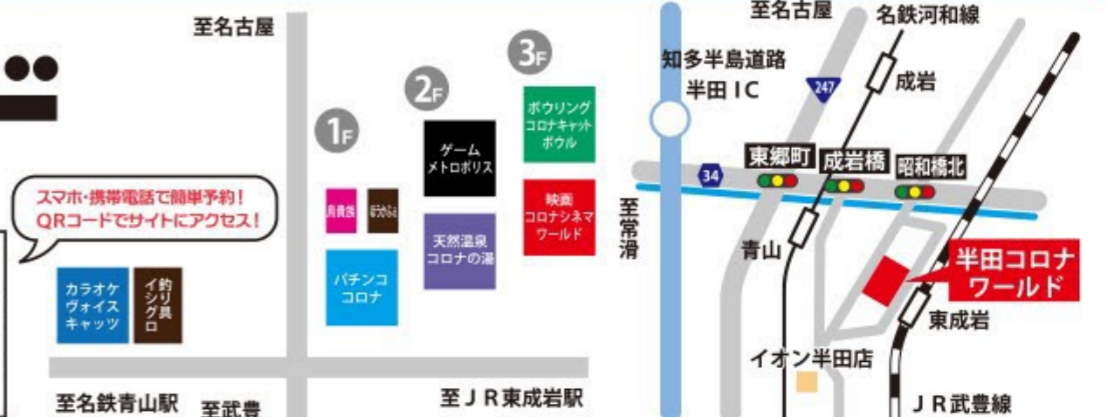 至名古屋
1F
2F
3F
ボウリング
コロナキャット
ボウル
ゲーム
メトロポリス
映画
コロナシネマ
ワールド
鳥貴族
天然温泉
コロナの湯
パチンコ
コロナ
スマホ・携帯電話で簡単予約!
QRコードでサイトにアクセス!
カラオケ
ヴォイス
キャッツ
釣り具
イシグロ
至名鉄青山駅
至武豊
至JR東成岩駅
至名古屋
名鉄河和線
知多半島道路
半田IC
247
成岩
東郷町
成岩橋
昭和橋北
34
至常滑
青山
半田コロナ
ワールド
東成岩
イオン半田店
JR武豊線